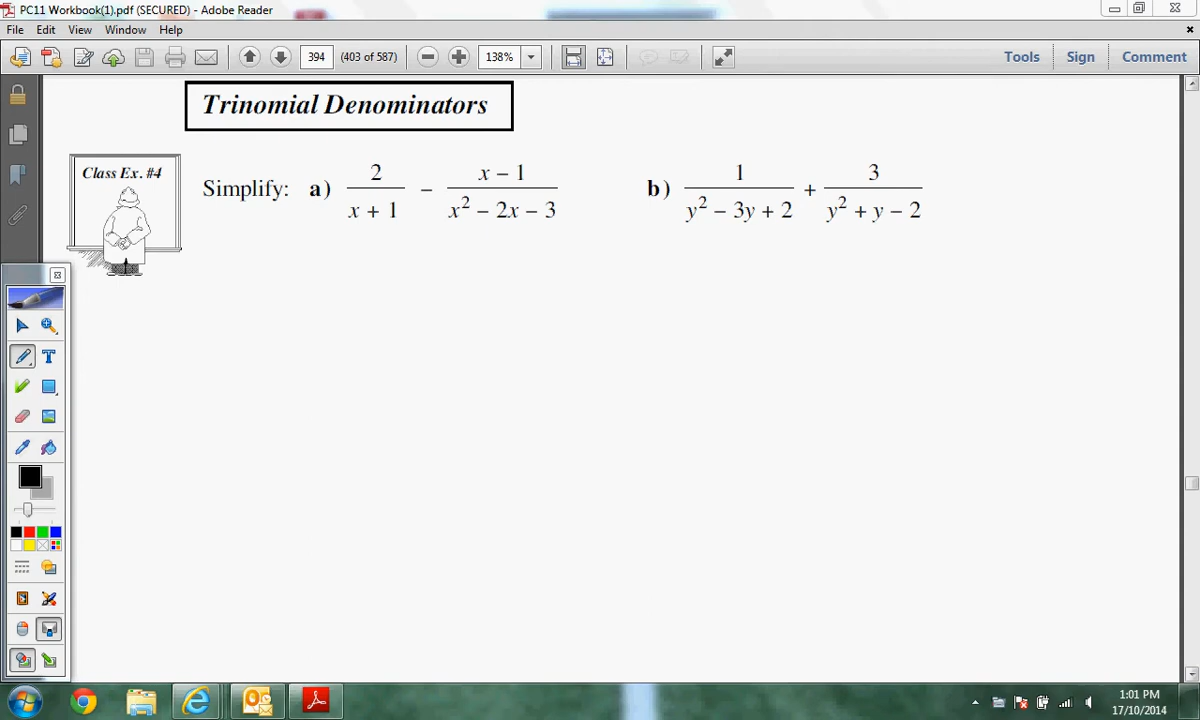 PC11 Workbook(1).pdf (SECURED) - Adobe Reader
File Edit View Window Help
394 (403 of 587) 138% Tools Sign Comment
Trinomial Denominators
Class Ex. #4
Simplify: a) 2/(x + 1) − (x − 1)/(x² − 2x − 3) b) 1/(y² − 3y + 2) + 3/(y² + y − 2)
T
1:01 PM
17/10/2014